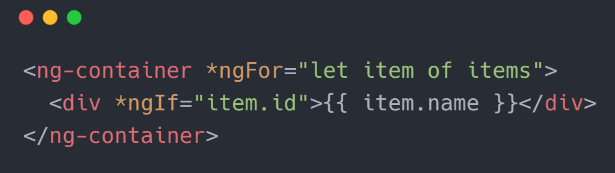 <ng-container *ngFor="let item of items">
<div *ngIf="item.id">{{ item.name }}</div>
</ng-container>